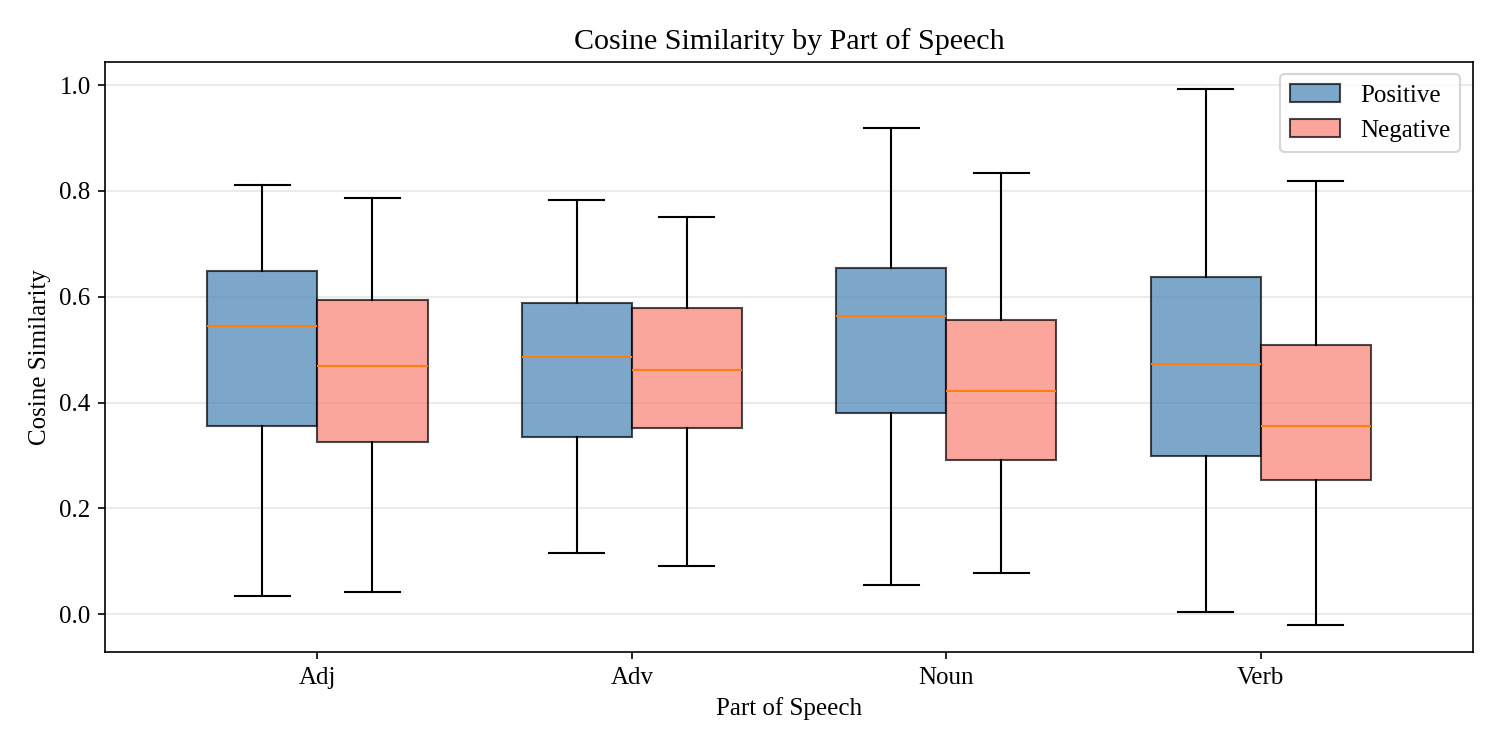 Cosine Similarity by Part of Speech
Positive
Negative
Cosine Similarity
1.0
0.8
0.6
0.4
0.2
0.0
Adj
Adv
Noun
Verb
Part of Speech